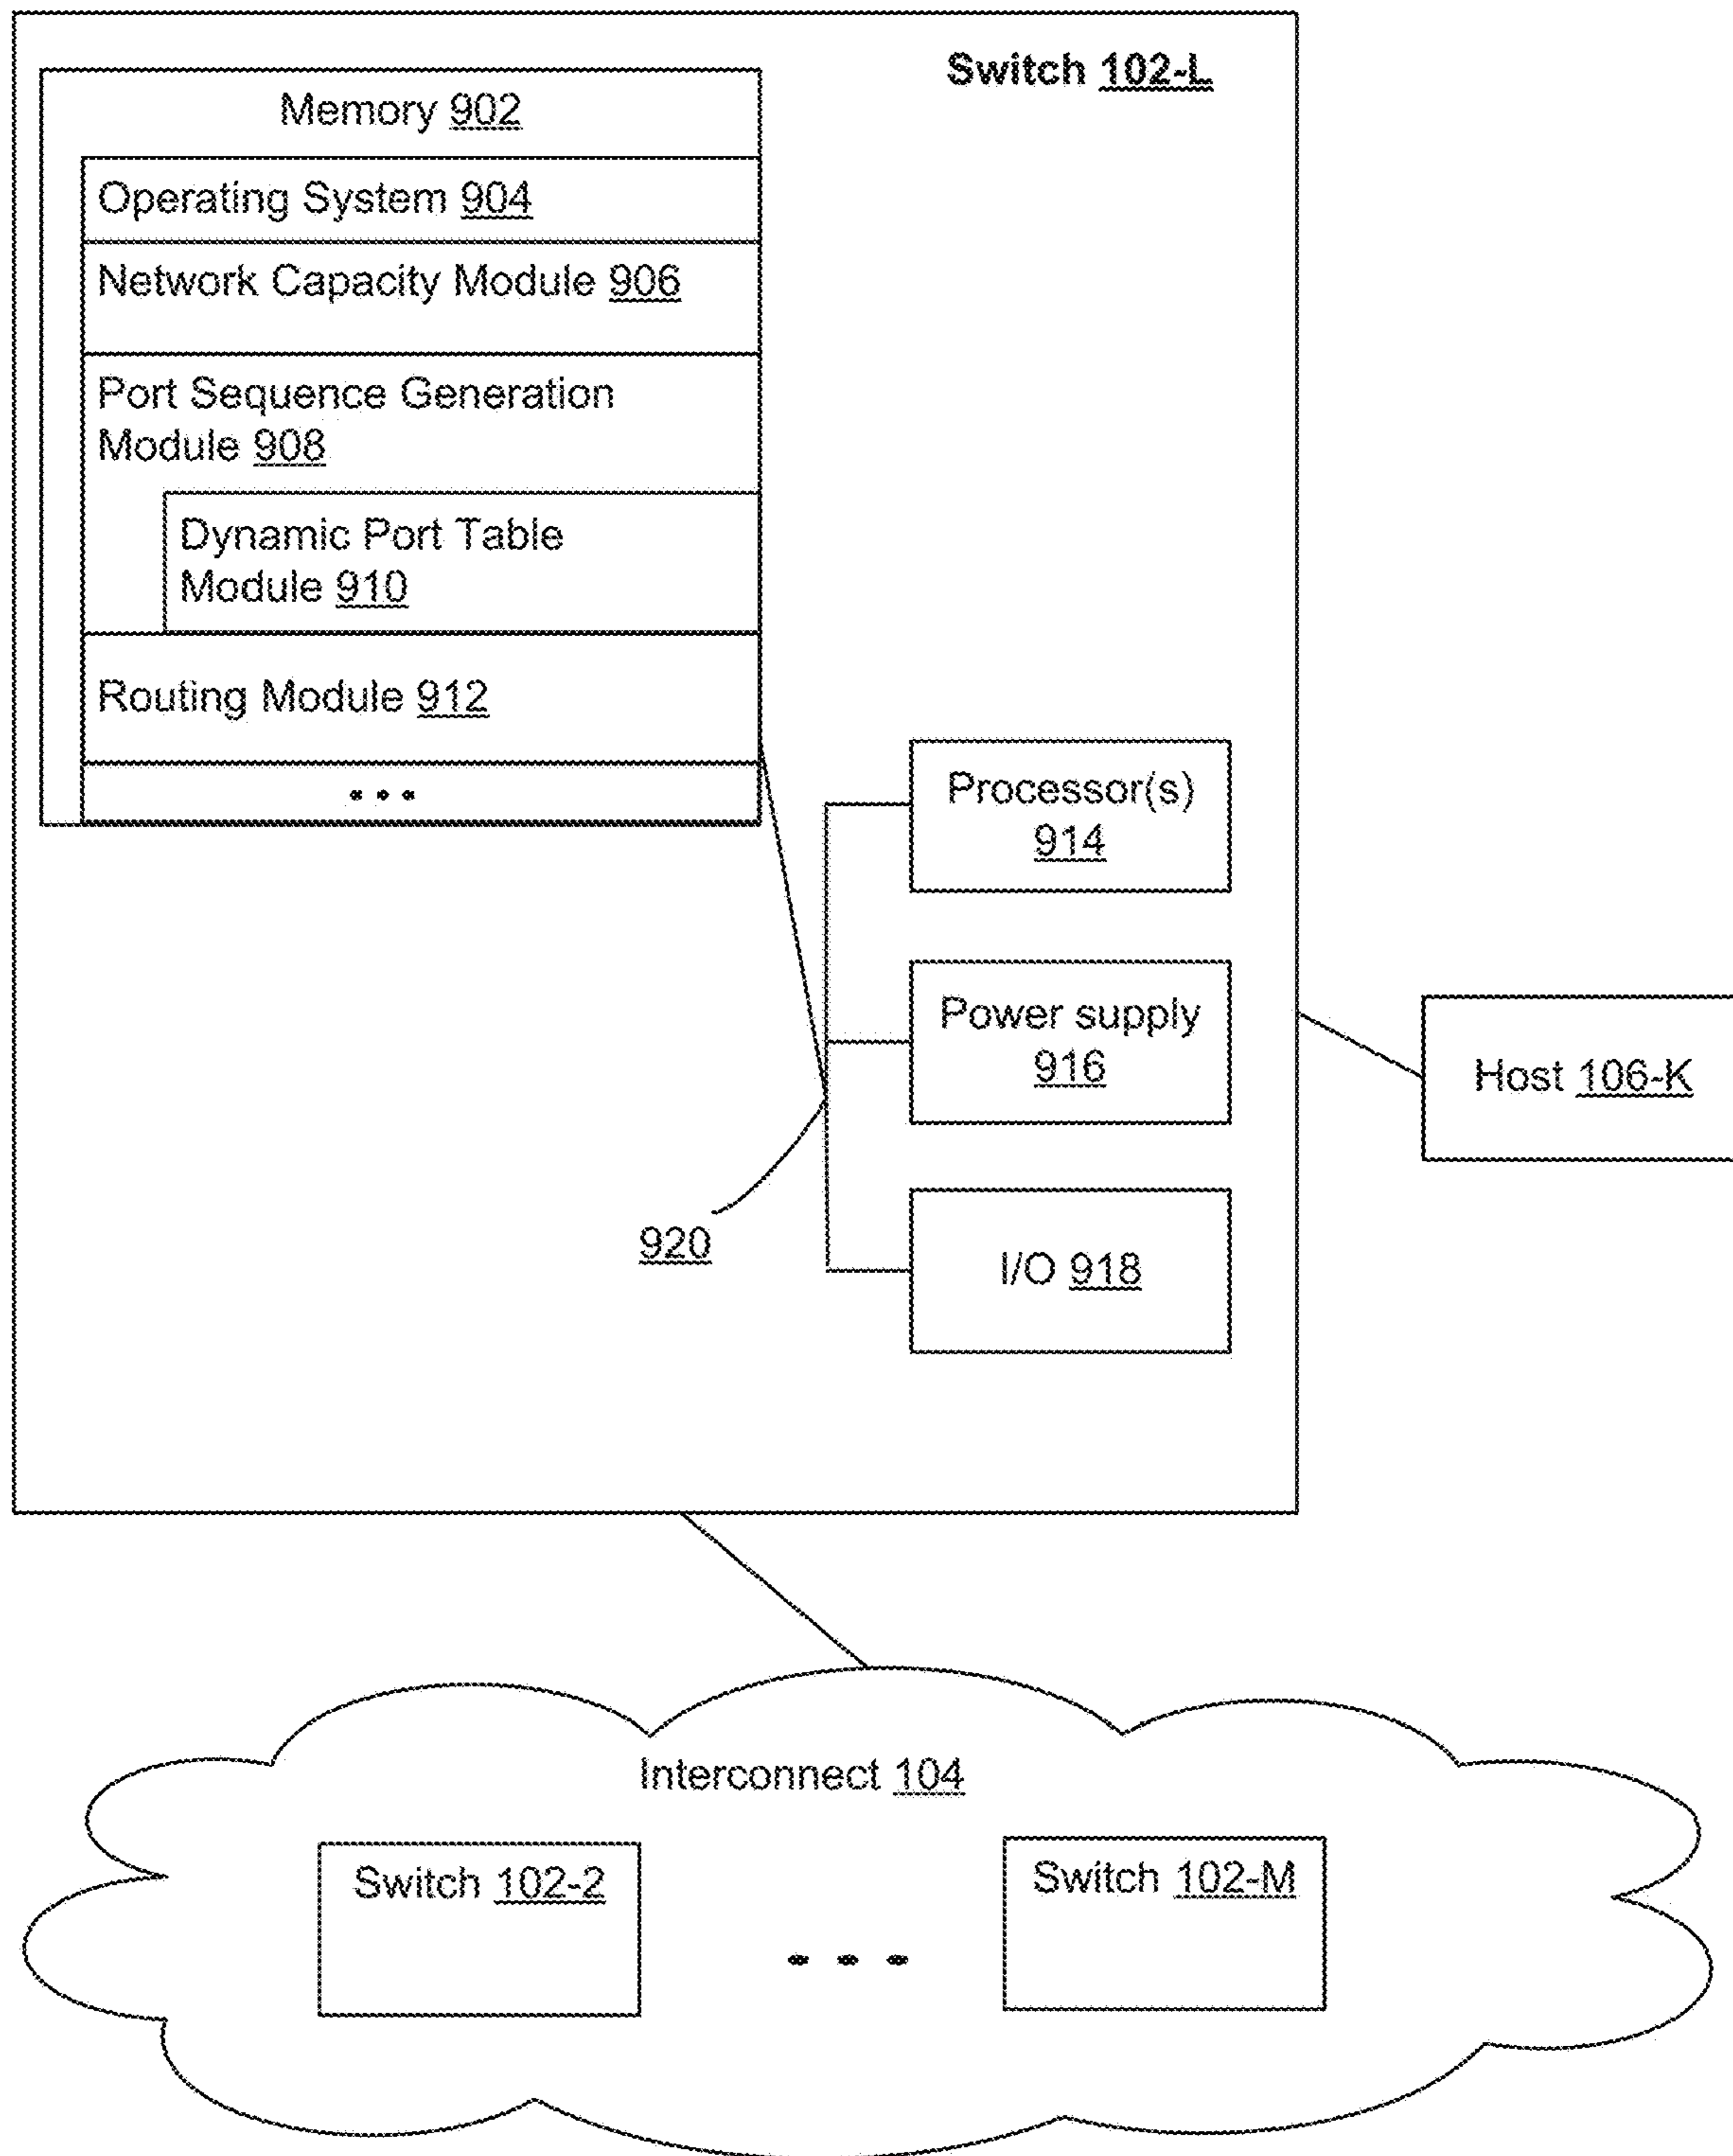 Switch 102-L
Memory 902
Operating System 904
Network Capacity Module 906
Port Sequence Generation
Module 908
Dynamic Port Table
Module 910
Routing Module 912
...
Processor(s)
914
Power supply
916
Host 106-K
920
I/O 918
Interconnect 104
Switch 102-2
Switch 102-M
...